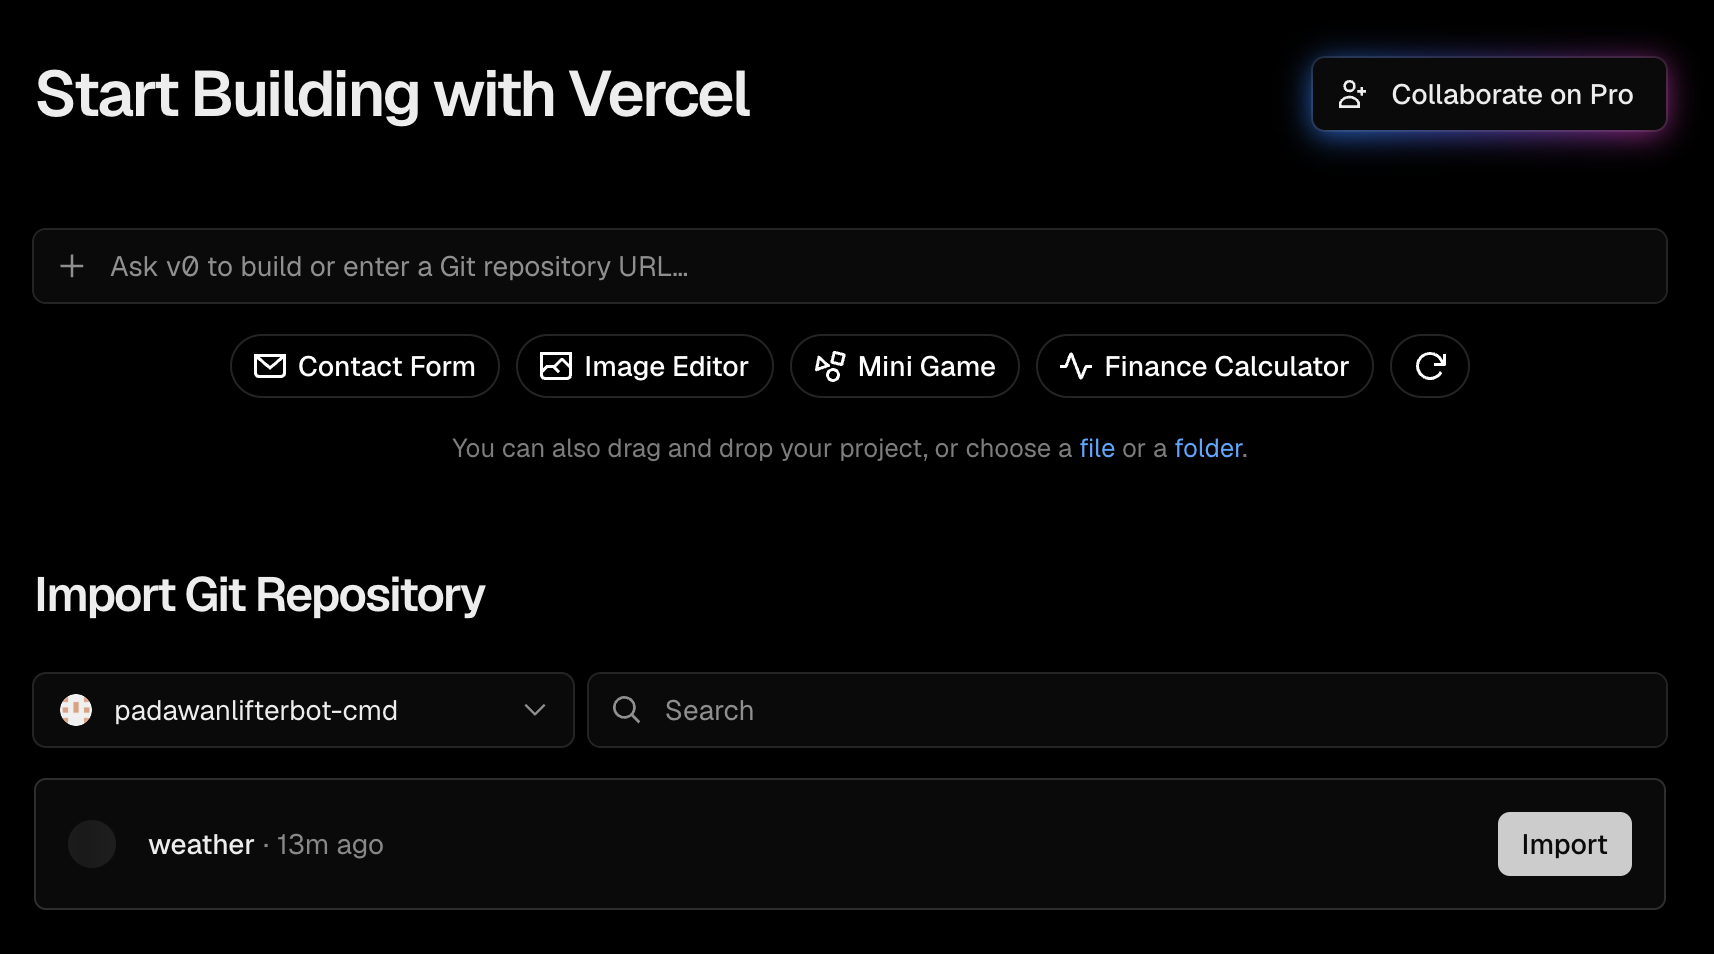 Start Building with Vercel
Collaborate on Pro
Ask v0 to build or enter a Git repository URL...
Contact Form
Image Editor
Mini Game
Finance Calculator
You can also drag and drop your project, or choose a file or a folder.
Import Git Repository
padawanlifterbot-cmd
Search
weather · 13m ago
Import